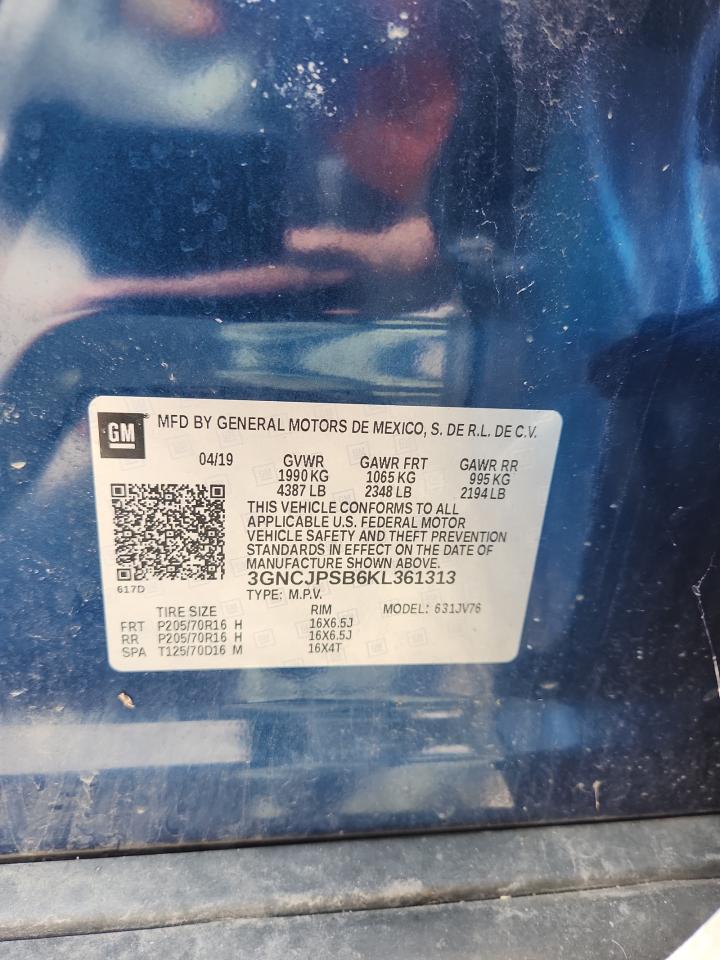 GM
MFD BY GENERAL MOTORS DE MEXICO, S. DE R.L. DE C.V.
04/19 GVWR GAWR FRT GAWR RR
1990 KG 1065 KG 995 KG
4387 LB 2348 LB 2194 LB
THIS VEHICLE CONFORMS TO ALL
APPLICABLE U.S. FEDERAL MOTOR
VEHICLE SAFETY AND THEFT PREVENTION
STANDARDS IN EFFECT ON THE DATE OF
MANUFACTURE SHOWN ABOVE.
3GNCJPSB6KL361313
617D
TYPE: M.P.V.
TIRE SIZE RIM MODEL: 631JV76
FRT P205/70R16 H 16X6.5J
RR P205/70R16 H 16X6.5J
SPA T125/70D16 M 16X4T